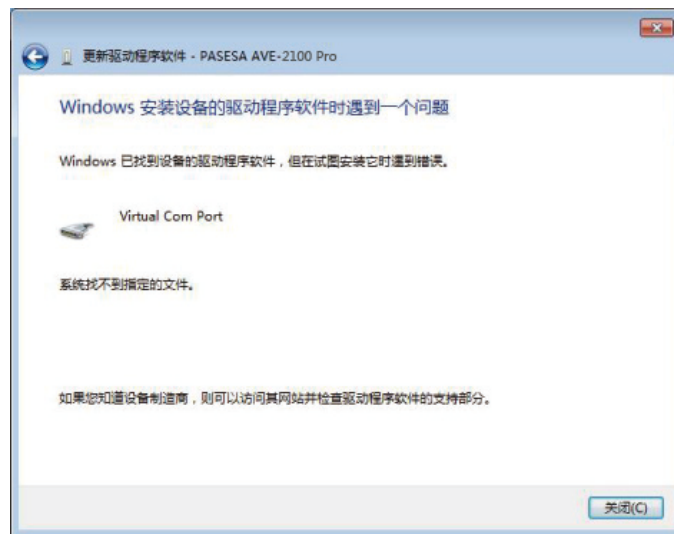 更新驱动程序软件 - PASESA AVE-2100 Pro
Windows 安装设备的驱动程序软件时遇到一个问题
Windows 已找到设备的驱动程序软件，但在试图安装它时遇到错误。
Virtual Com Port
系统找不到指定的文件。
如果您知道设备制造商，则可以访问其网站并检查驱动程序软件的支持部分。
关闭(C)